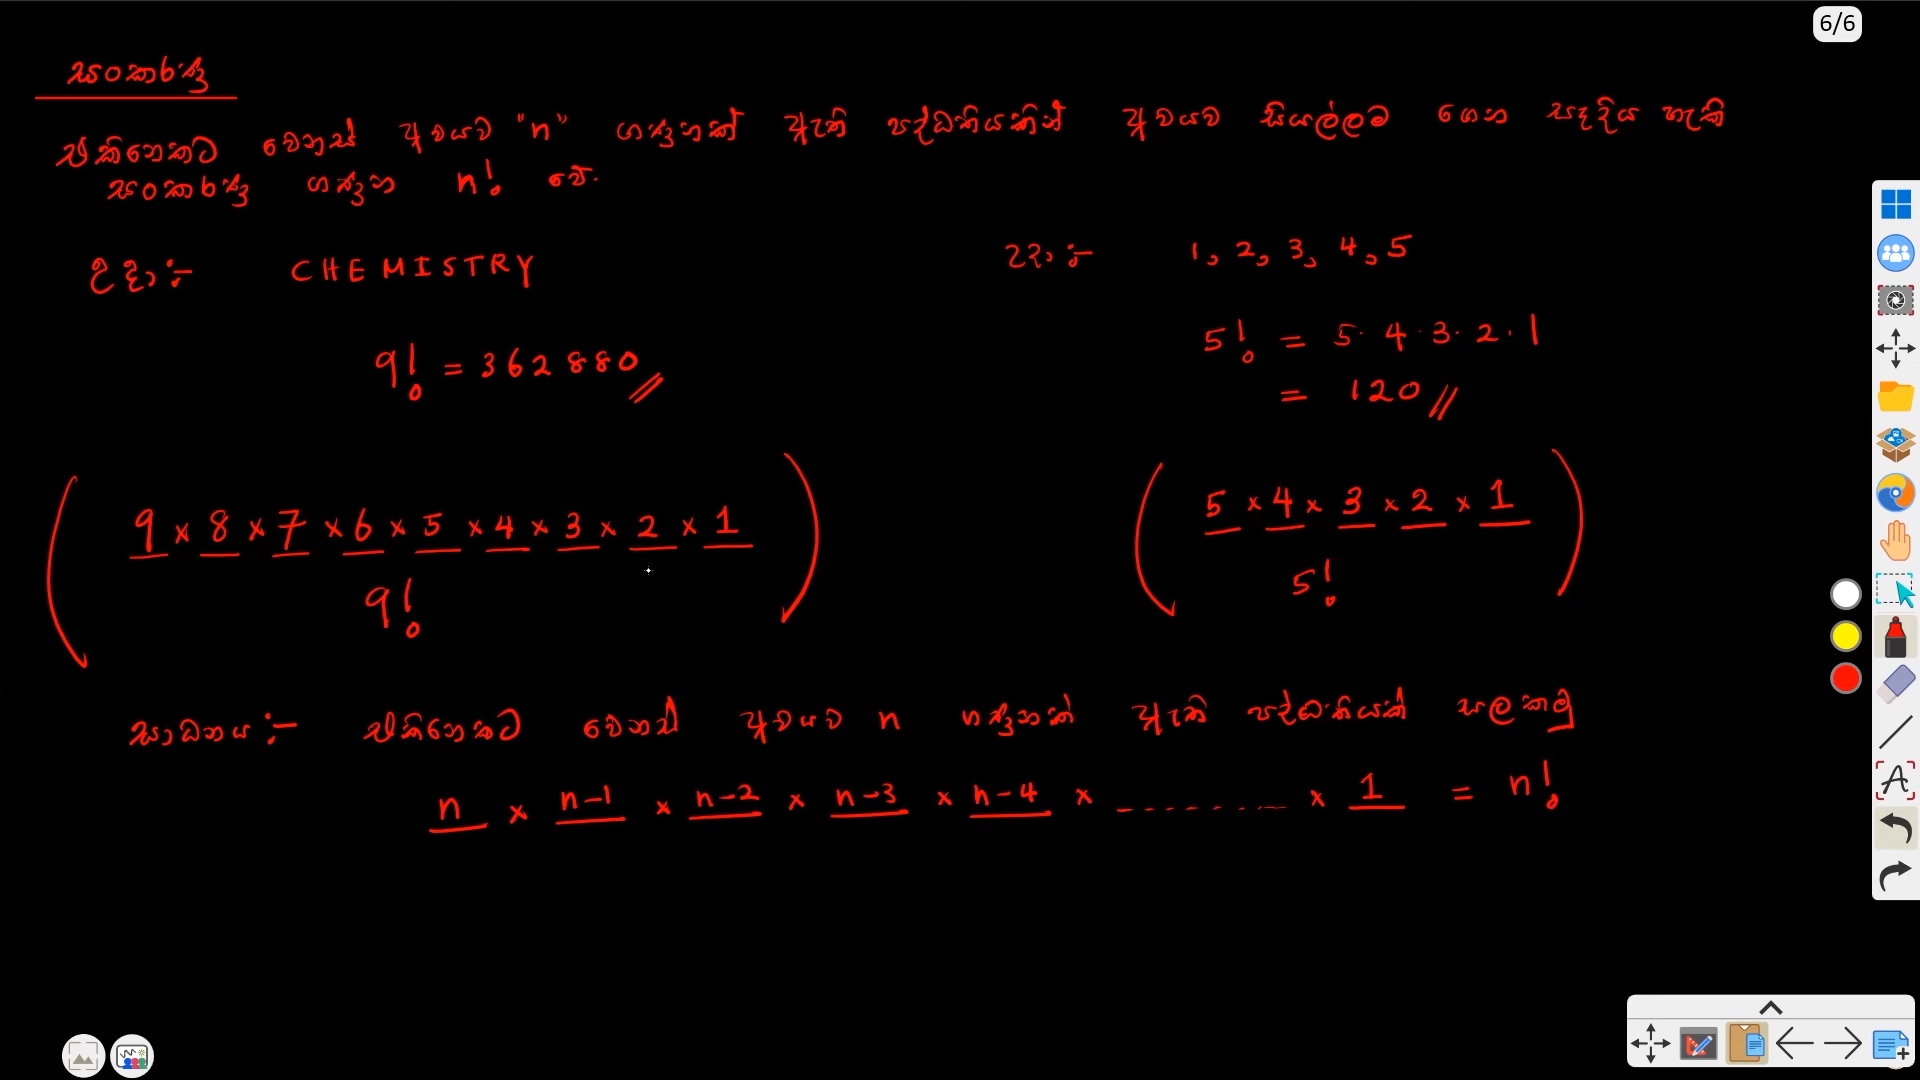 6/6
සංකරණ
එකිනෙකට වෙනස් අවයව "n" ගණනක් ඇති පද්ධතියකින් අවයව සියල්ලම ගෙන සෑදිය හැකි
සංකරණ ගණන n! වේ.
උදා :- CHEMISTRY
9! = 362880
9 × 8 × 7 × 6 × 5 × 4 × 3 × 2 × 1
9!
උදා :- 1, 2, 3, 4, 5
5! = 5 · 4 · 3 · 2 · 1
= 120
5 × 4 × 3 × 2 × 1
5!
සාධනය :- එකිනෙකට වෙනස් අවයව n ගණනක් ඇති පද්ධතියක් සලකමු
n × n-1 × n-2 × n-3 × n-4 × ......... × 1 = n!